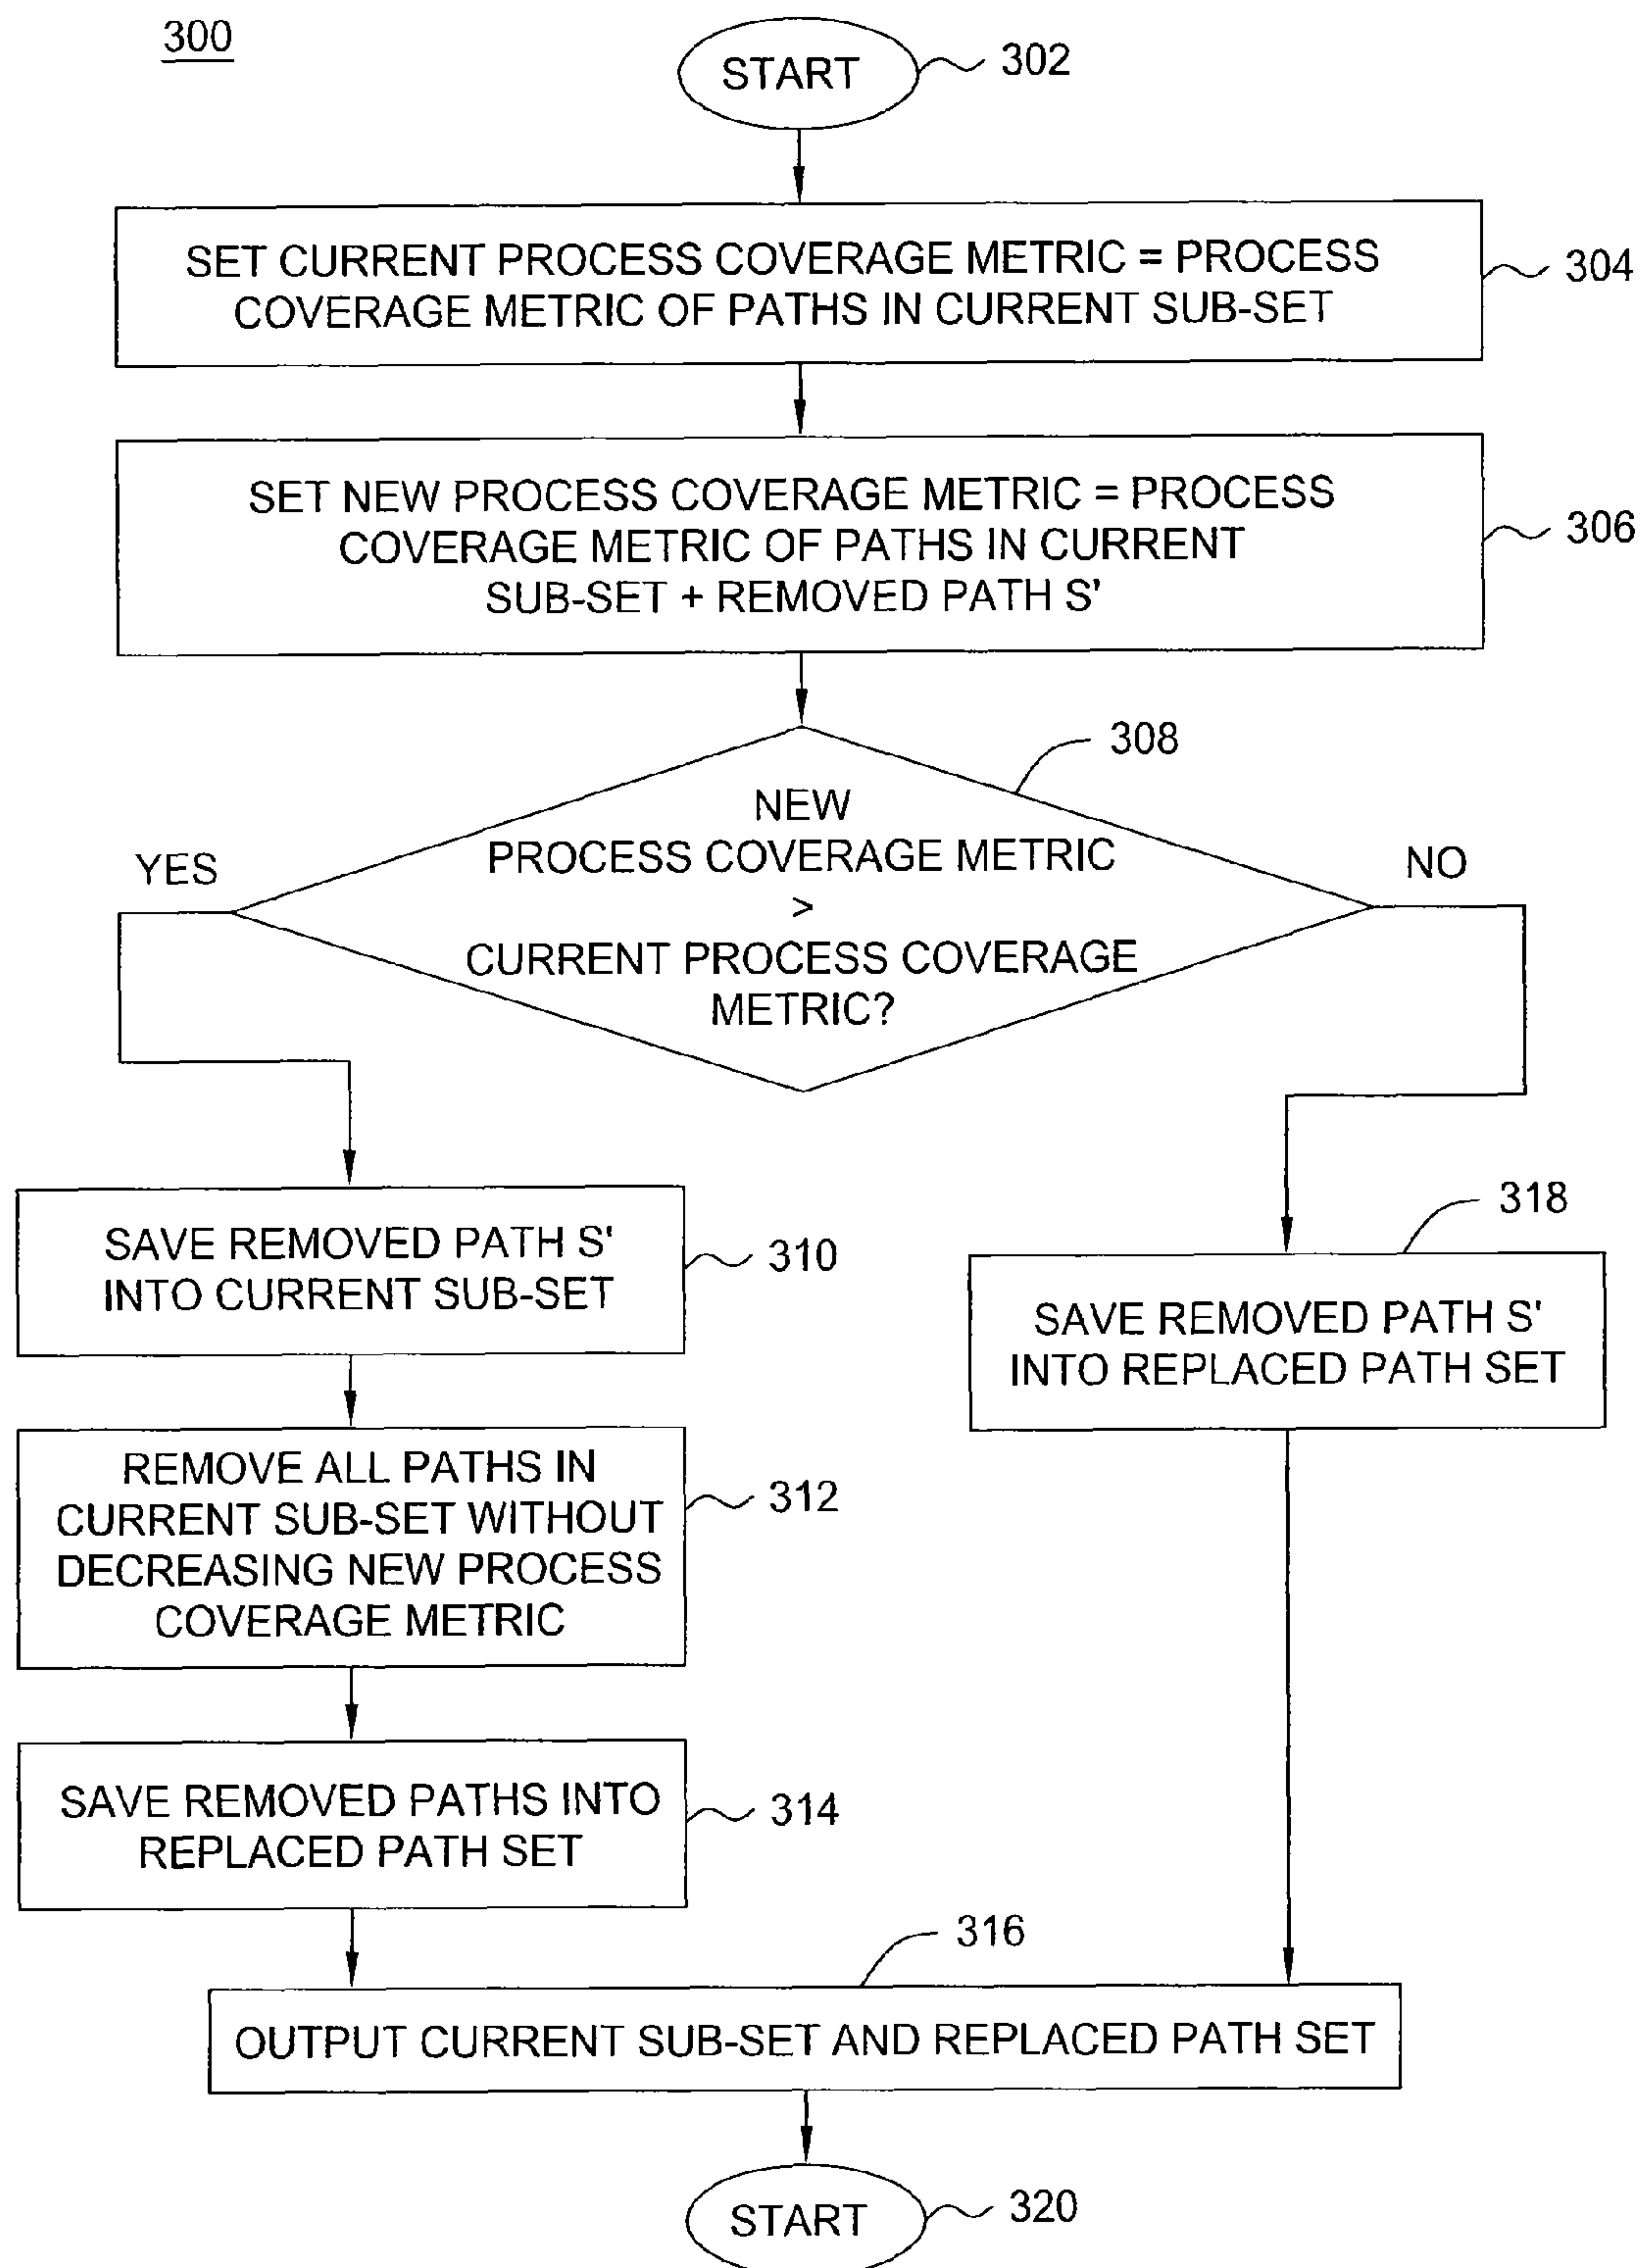 300
START
302
SET CURRENT PROCESS COVERAGE METRIC = PROCESS
COVERAGE METRIC OF PATHS IN CURRENT SUB-SET
304
SET NEW PROCESS COVERAGE METRIC = PROCESS
COVERAGE METRIC OF PATHS IN CURRENT
SUB-SET + REMOVED PATH S'
306
308
NEW
PROCESS COVERAGE METRIC
>
CURRENT PROCESS COVERAGE
METRIC?
YES
NO
SAVE REMOVED PATH S'
INTO CURRENT SUB-SET
310
REMOVE ALL PATHS IN
CURRENT SUB-SET WITHOUT
DECREASING NEW PROCESS
COVERAGE METRIC
312
SAVE REMOVED PATHS INTO
REPLACED PATH SET
314
318
SAVE REMOVED PATH S'
INTO REPLACED PATH SET
316
OUTPUT CURRENT SUB-SET AND REPLACED PATH SET
START
320